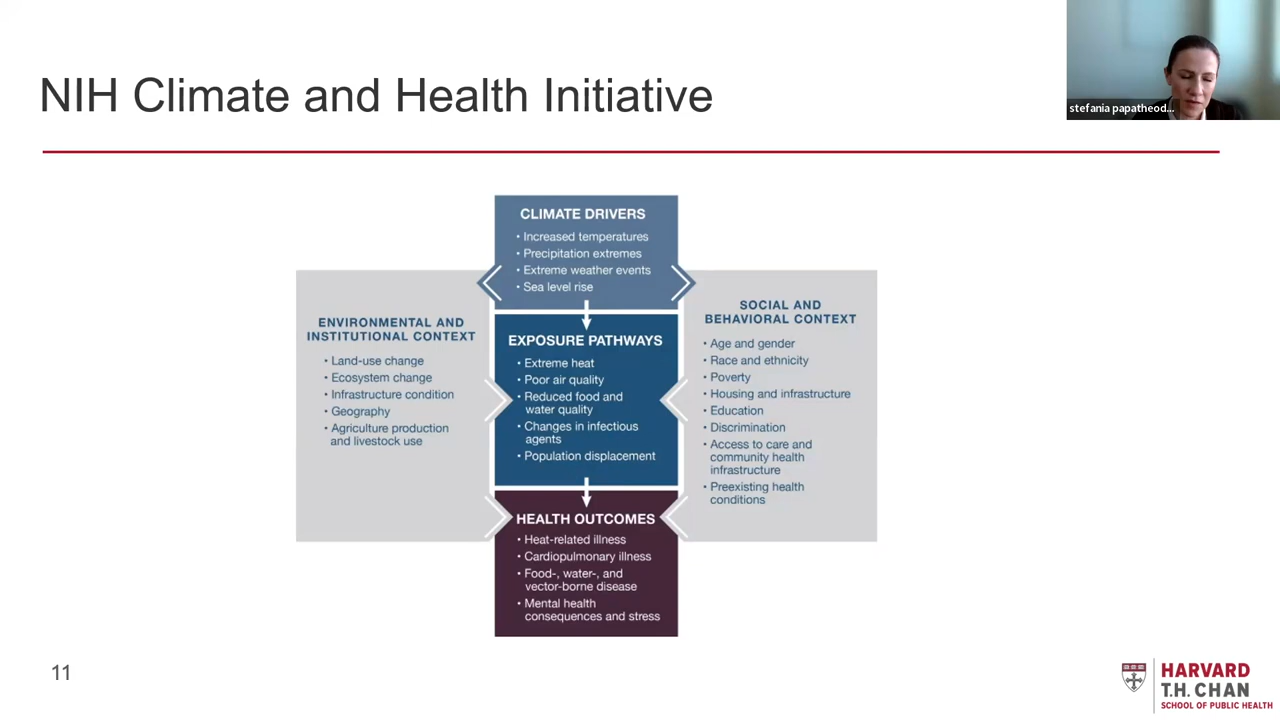 NIH Climate and Health Initiative
stefania papatheod...
CLIMATE DRIVERS
• Increased temperatures
• Precipitation extremes
• Extreme weather events
• Sea level rise
ENVIRONMENTAL AND
INSTITUTIONAL CONTEXT
• Land-use change
• Ecosystem change
• Infrastructure condition
• Geography
• Agriculture production
and livestock use
EXPOSURE PATHWAYS
• Extreme heat
• Poor air quality
• Reduced food and
water quality
• Changes in infectious
agents
• Population displacement
SOCIAL AND
BEHAVIORAL CONTEXT
• Age and gender
• Race and ethnicity
• Poverty
• Housing and infrastructure
• Education
• Discrimination
• Access to care and
community health
infrastructure
• Preexisting health
conditions
HEALTH OUTCOMES
• Heat-related illness
• Cardiopulmonary illness
• Food-, water-, and
vector-borne disease
• Mental health
consequences and stress
11
HARVARD
T.H. CHAN
SCHOOL OF PUBLIC HEALTH